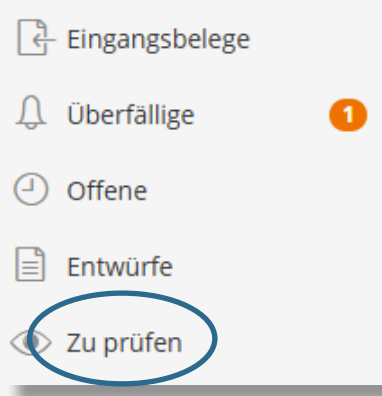 Eingangsbelege
Überfällige 1
Offene
Entwürfe
Zu prüfen